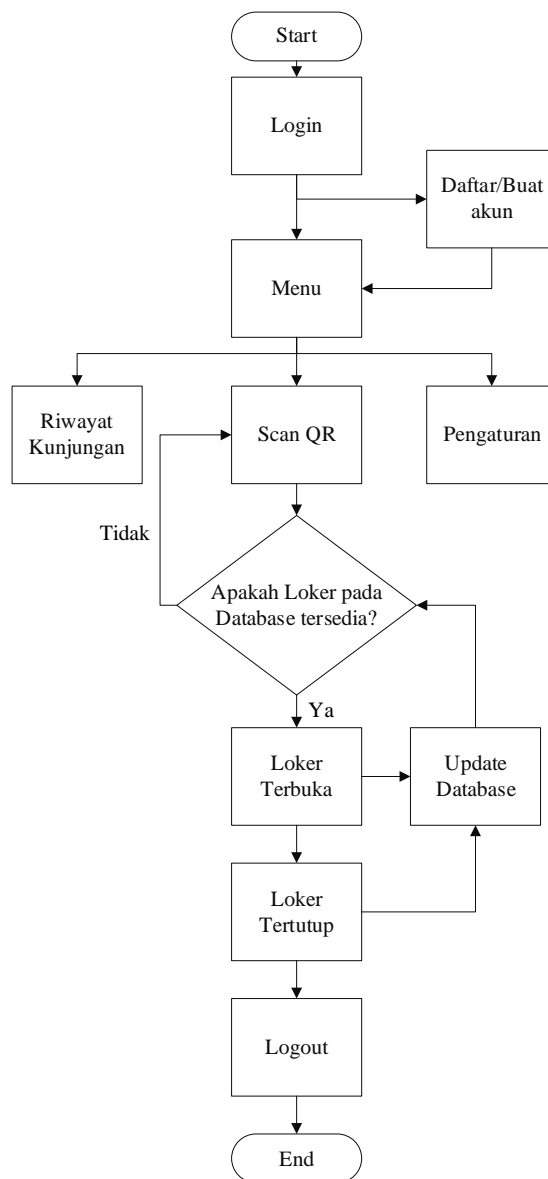 Start
Login
Daftar/Buat
akun
Menu
Riwayat
Kunjungan
Scan QR
Pengaturan
Tidak
Apakah Loker pada
Database tersedia?
Ya
Loker
Terbuka
Update
Database
Loker
Tertutup
Logout
End